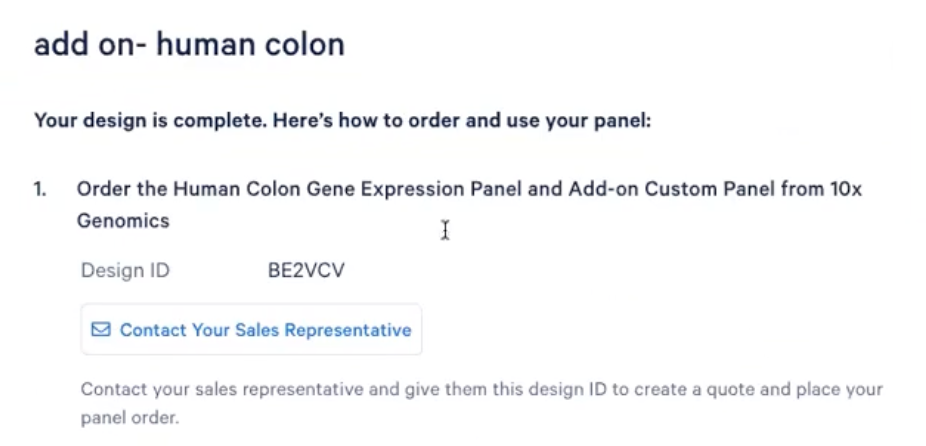 add on- human colon
Your design is complete. Here's how to order and use your panel:
1. Order the Human Colon Gene Expression Panel and Add-on Custom Panel from 10x
Genomics
Design ID BE2VCV
Contact Your Sales Representative
Contact your sales representative and give them this design ID to create a quote and place your
panel order.